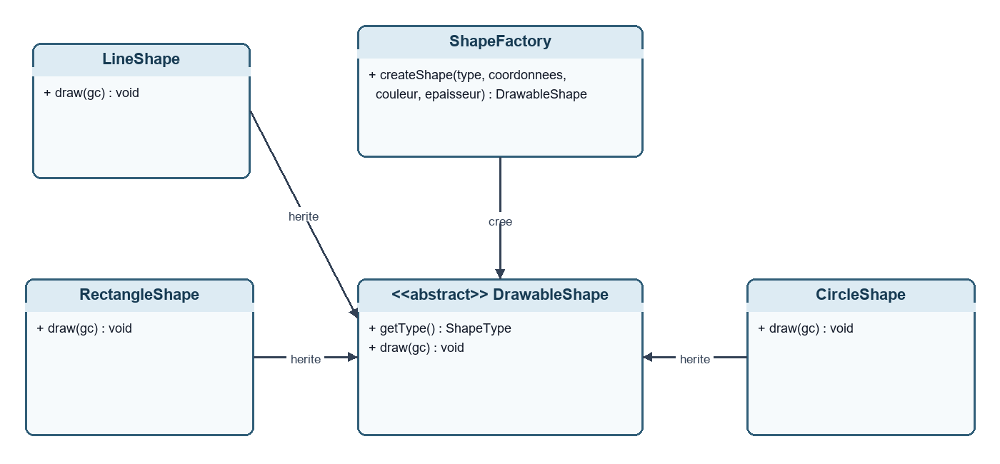 LineShape
+ draw(gc) : void
ShapeFactory
+ createShape(type, coordonnees,
couleur, epaisseur) : DrawableShape
herite
cree
RectangleShape
+ draw(gc) : void
herite
<<abstract>> DrawableShape
+ getType() : ShapeType
+ draw(gc) : void
herite
CircleShape
+ draw(gc) : void